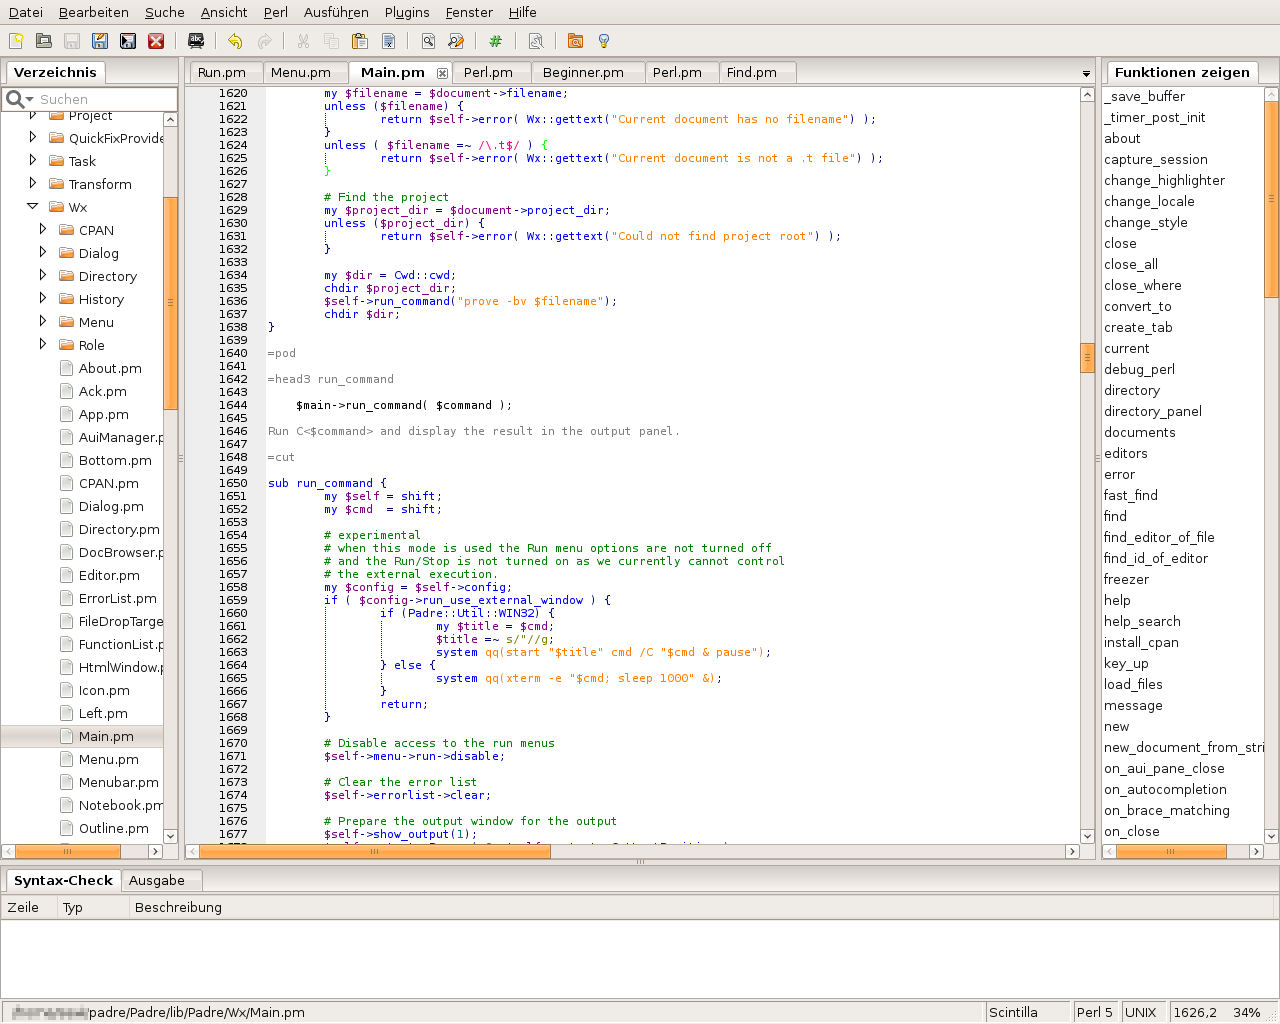 Datei Bearbeiten Suche Ansicht Perl Ausführen Plugins Fenster Hilfe
Verzeichnis
Suchen
Project
QuickFixProvide
Task
Transform
Wx
CPAN
Dialog
Directory
History
Menu
Role
About.pm
Ack.pm
App.pm
AuiManager.p
Bottom.pm
CPAN.pm
Dialog.pm
Directory.pm
DocBrowser.p
Editor.pm
ErrorList.pm
FileDropTarge
FunctionList.p
HtmlWindow.p
Icon.pm
Left.pm
Main.pm
Menu.pm
Menubar.pm
Notebook.pm
Outline.pm
Run.pm Menu.pm Main.pm Perl.pm Beginner.pm Perl.pm Find.pm
1620 my $filename = $document->filename;
1621 unless ($filename) {
1622 return $self->error( Wx::gettext("Current document has no filename") );
1623 }
1624 unless ( $filename =~ /\.t$/ ) {
1625 return $self->error( Wx::gettext("Current document is not a .t file") );
1626 }
1627
1628 # Find the project
1629 my $project_dir = $document->project_dir;
1630 unless ($project_dir) {
1631 return $self->error( Wx::gettext("Could not find project root") );
1632 }
1633
1634 my $dir = Cwd::cwd;
1635 chdir $project_dir;
1636 $self->run_command("prove -bv $filename");
1637 chdir $dir;
1638 }
1639
1640 =pod
1641
1642 =head3 run_command
1643
1644 $main->run_command( $command );
1645
1646 Run C<$command> and display the result in the output panel.
1647
1648 =cut
1649
1650 sub run_command {
1651 my $self = shift;
1652 my $cmd  = shift;
1653
1654 # experimental
1655 # when this mode is used the Run menu options are not turned off
1656 # and the Run/Stop is not turned on as we currently cannot control
1657 # the external execution.
1658 my $config = $self->config;
1659 if ( $config->run_use_external_window ) {
1660 if (Padre::Util::WIN32) {
1661 my $title = $cmd;
1662 $title =~ s/"//g;
1663 system qq(start "$title" cmd /C "$cmd & pause");
1664 } else {
1665 system qq(xterm -e "$cmd; sleep 1000" &);
1666 }
1667 return;
1668 }
1669
1670 # Disable access to the run menus
1671 $self->menu->run->disable;
1672
1673 # Clear the error list
1674 $self->errorlist->clear;
1675
1676 # Prepare the output window for the output
1677 $self->show_output(1);
Funktionen zeigen
_save_buffer
_timer_post_init
about
capture_session
change_highlighter
change_locale
change_style
close
close_all
close_where
convert_to
create_tab
current
debug_perl
directory
directory_panel
documents
editors
error
fast_find
find
find_editor_of_file
find_id_of_editor
freezer
help
help_search
install_cpan
key_up
load_files
message
new
new_document_from_stri
on_aui_pane_close
on_autocompletion
on_brace_matching
on_close
Syntax-Check Ausgabe
Zeile Typ Beschreibung
padre/Padre/lib/Padre/Wx/Main.pm Scintilla Perl 5 UNIX 1626,2 34%